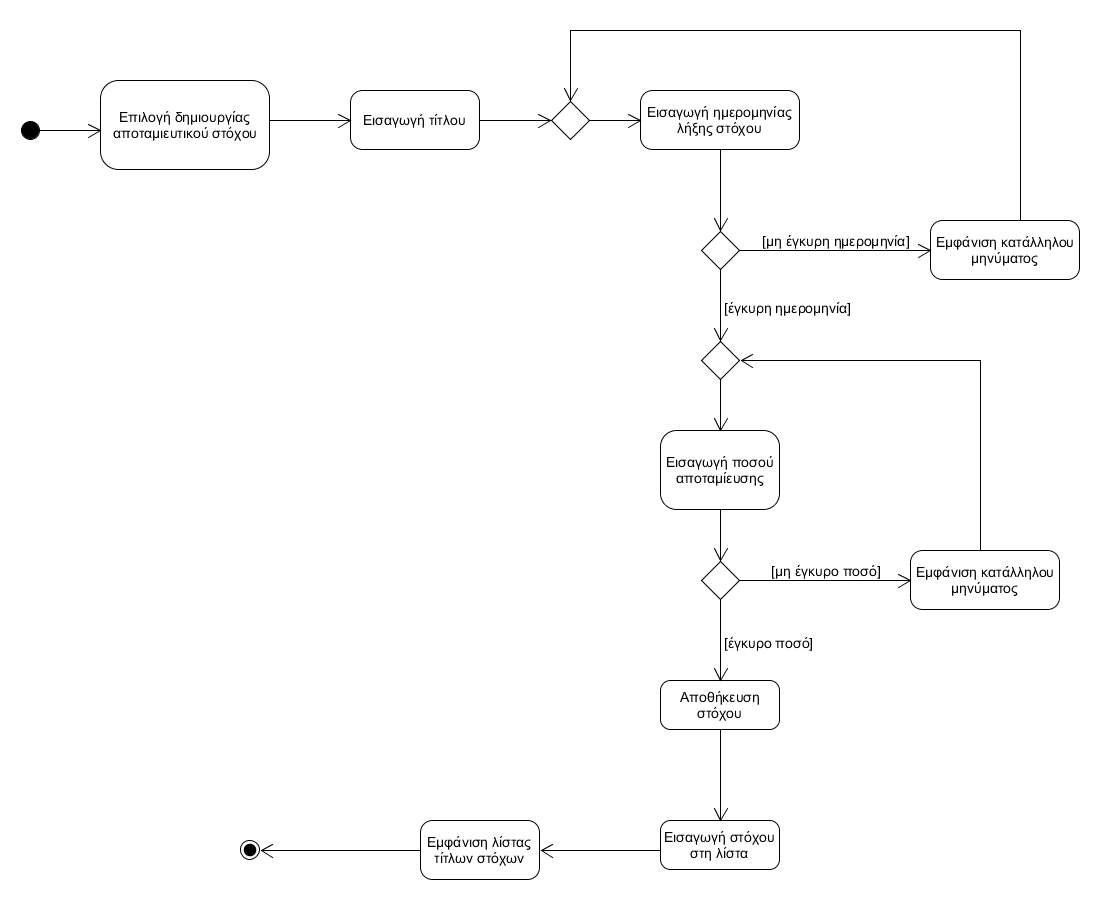 Επιλογή δημιουργίας
αποταμιευτικού στόχου
Εισαγωγή τίτλου
Εισαγωγή ημερομηνίας
λήξης στόχου
[μη έγκυρη ημερομηνία]
Εμφάνιση κατάλληλου
μηνύματος
[έγκυρη ημερομηνία]
Εισαγωγή ποσού
αποταμίευσης
[μη έγκυρο ποσό]
Εμφάνιση κατάλληλου
μηνύματος
[έγκυρο ποσό]
Αποθήκευση
στόχου
Εισαγωγή στόχου
στη λίστα
Εμφάνιση λίστας
τίτλων στόχων